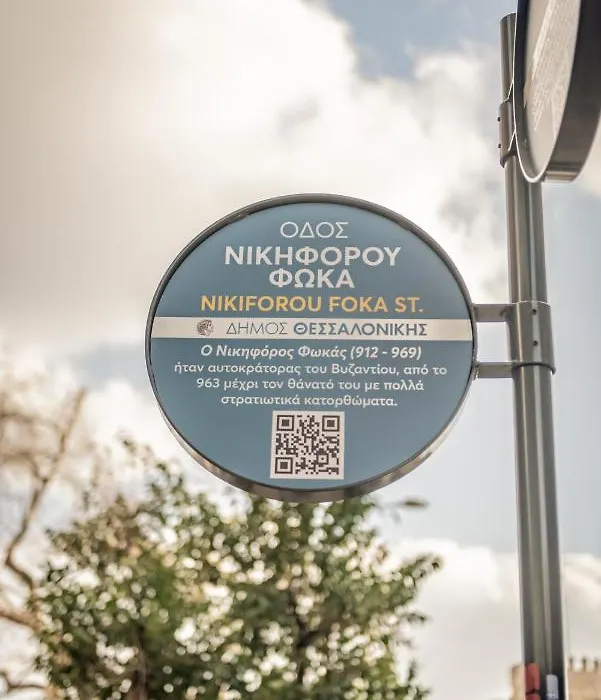 ΟΔΟΣ
ΝΙΚΗΦΟΡΟΥ
ΦΩΚΑ
NIKIFOROU FOKA ST.
ΔΗΜΟΣ ΘΕΣΣΑΛΟΝΙΚΗΣ
Ο Νικηφόρος Φωκάς (912 - 969)
ήταν αυτοκράτορας του Βυζαντίου, από το
963 μέχρι τον θάνατό του με πολλά
στρατιωτικά κατορθώματα.